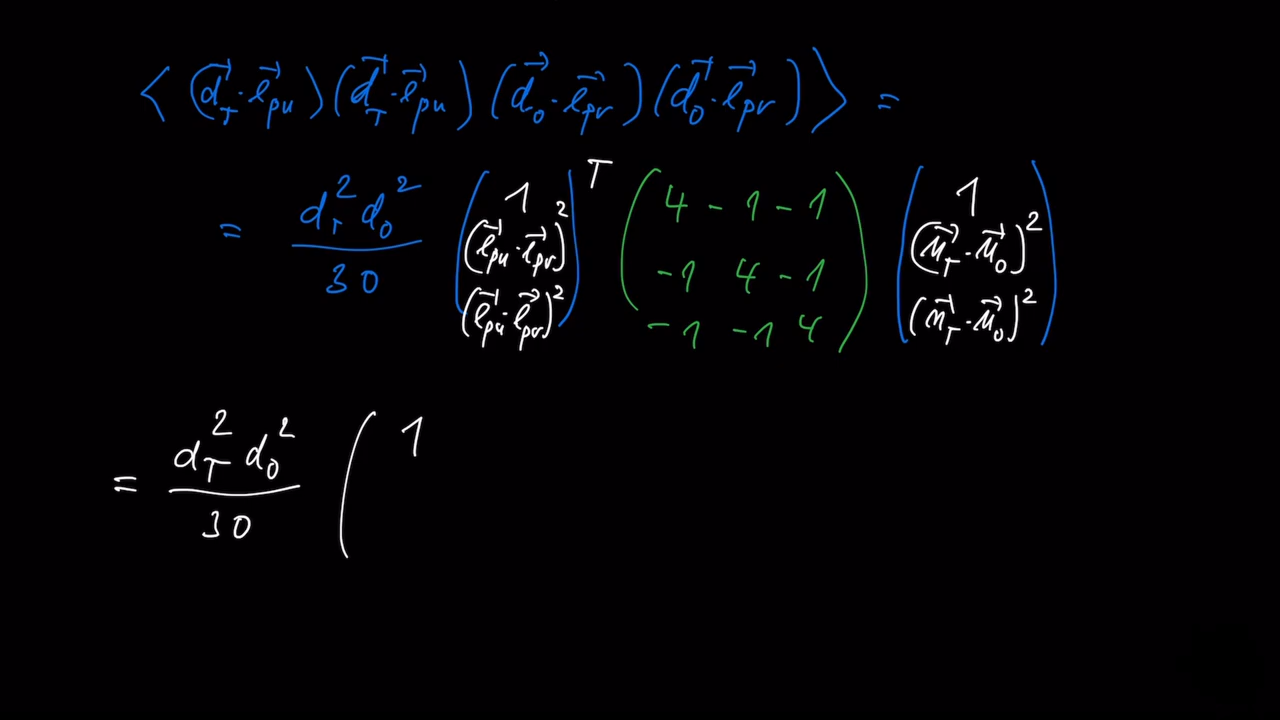 ⟨ (d⃗_T · e⃗_pu) (d⃗_T · e⃗_pu) (d⃗_0 · e⃗_pr) (d⃗_0 · e⃗_pr) ⟩ =
= d_T² d_0² / 30 ( 1 ; (e⃗_pu · e⃗_pr)² ; (e⃗_pu · e⃗_pr)² )^T ( 4 -1 -1 ; -1 4 -1 ; -1 -1 4 ) ( 1 ; (n⃗_T · n⃗_0)² ; (n⃗_T · n⃗_0)² )
= d_T² d_0² / 30 ( 1